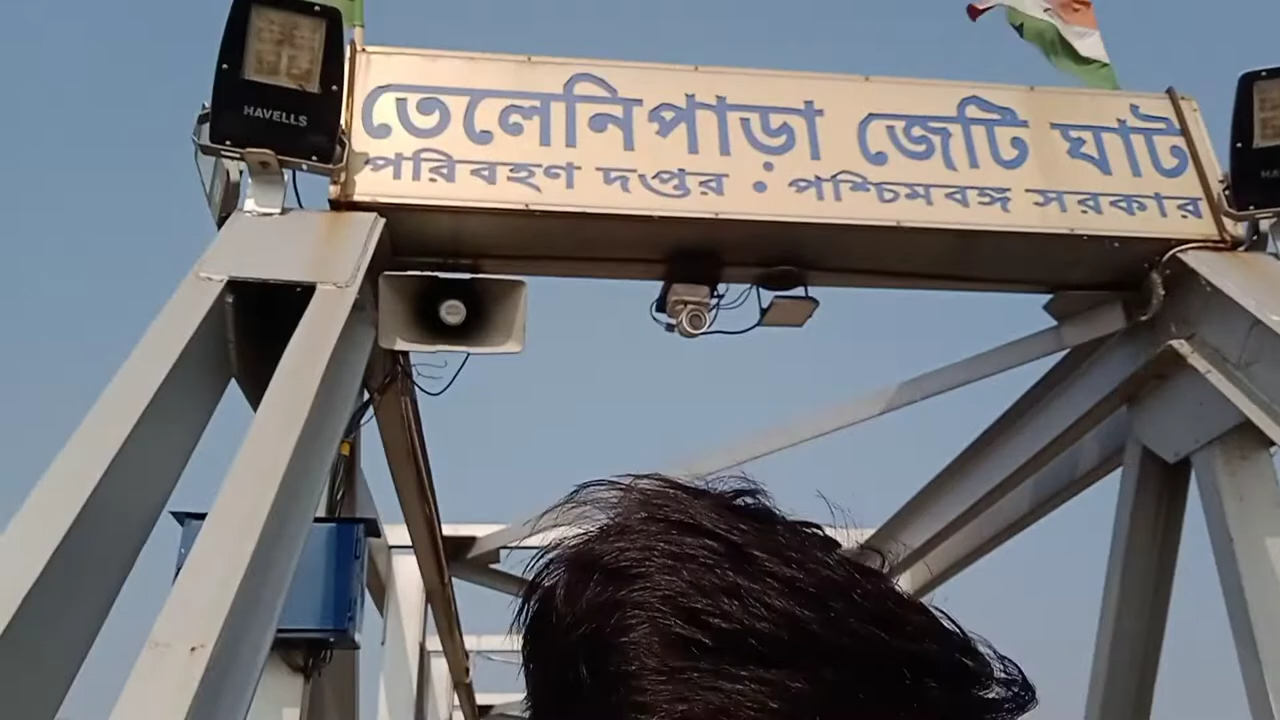 HAVELLS
তেলেনিপাড়া জেটি ঘাট
পরিবহণ দপ্তর • পশ্চিমবঙ্গ সরকার